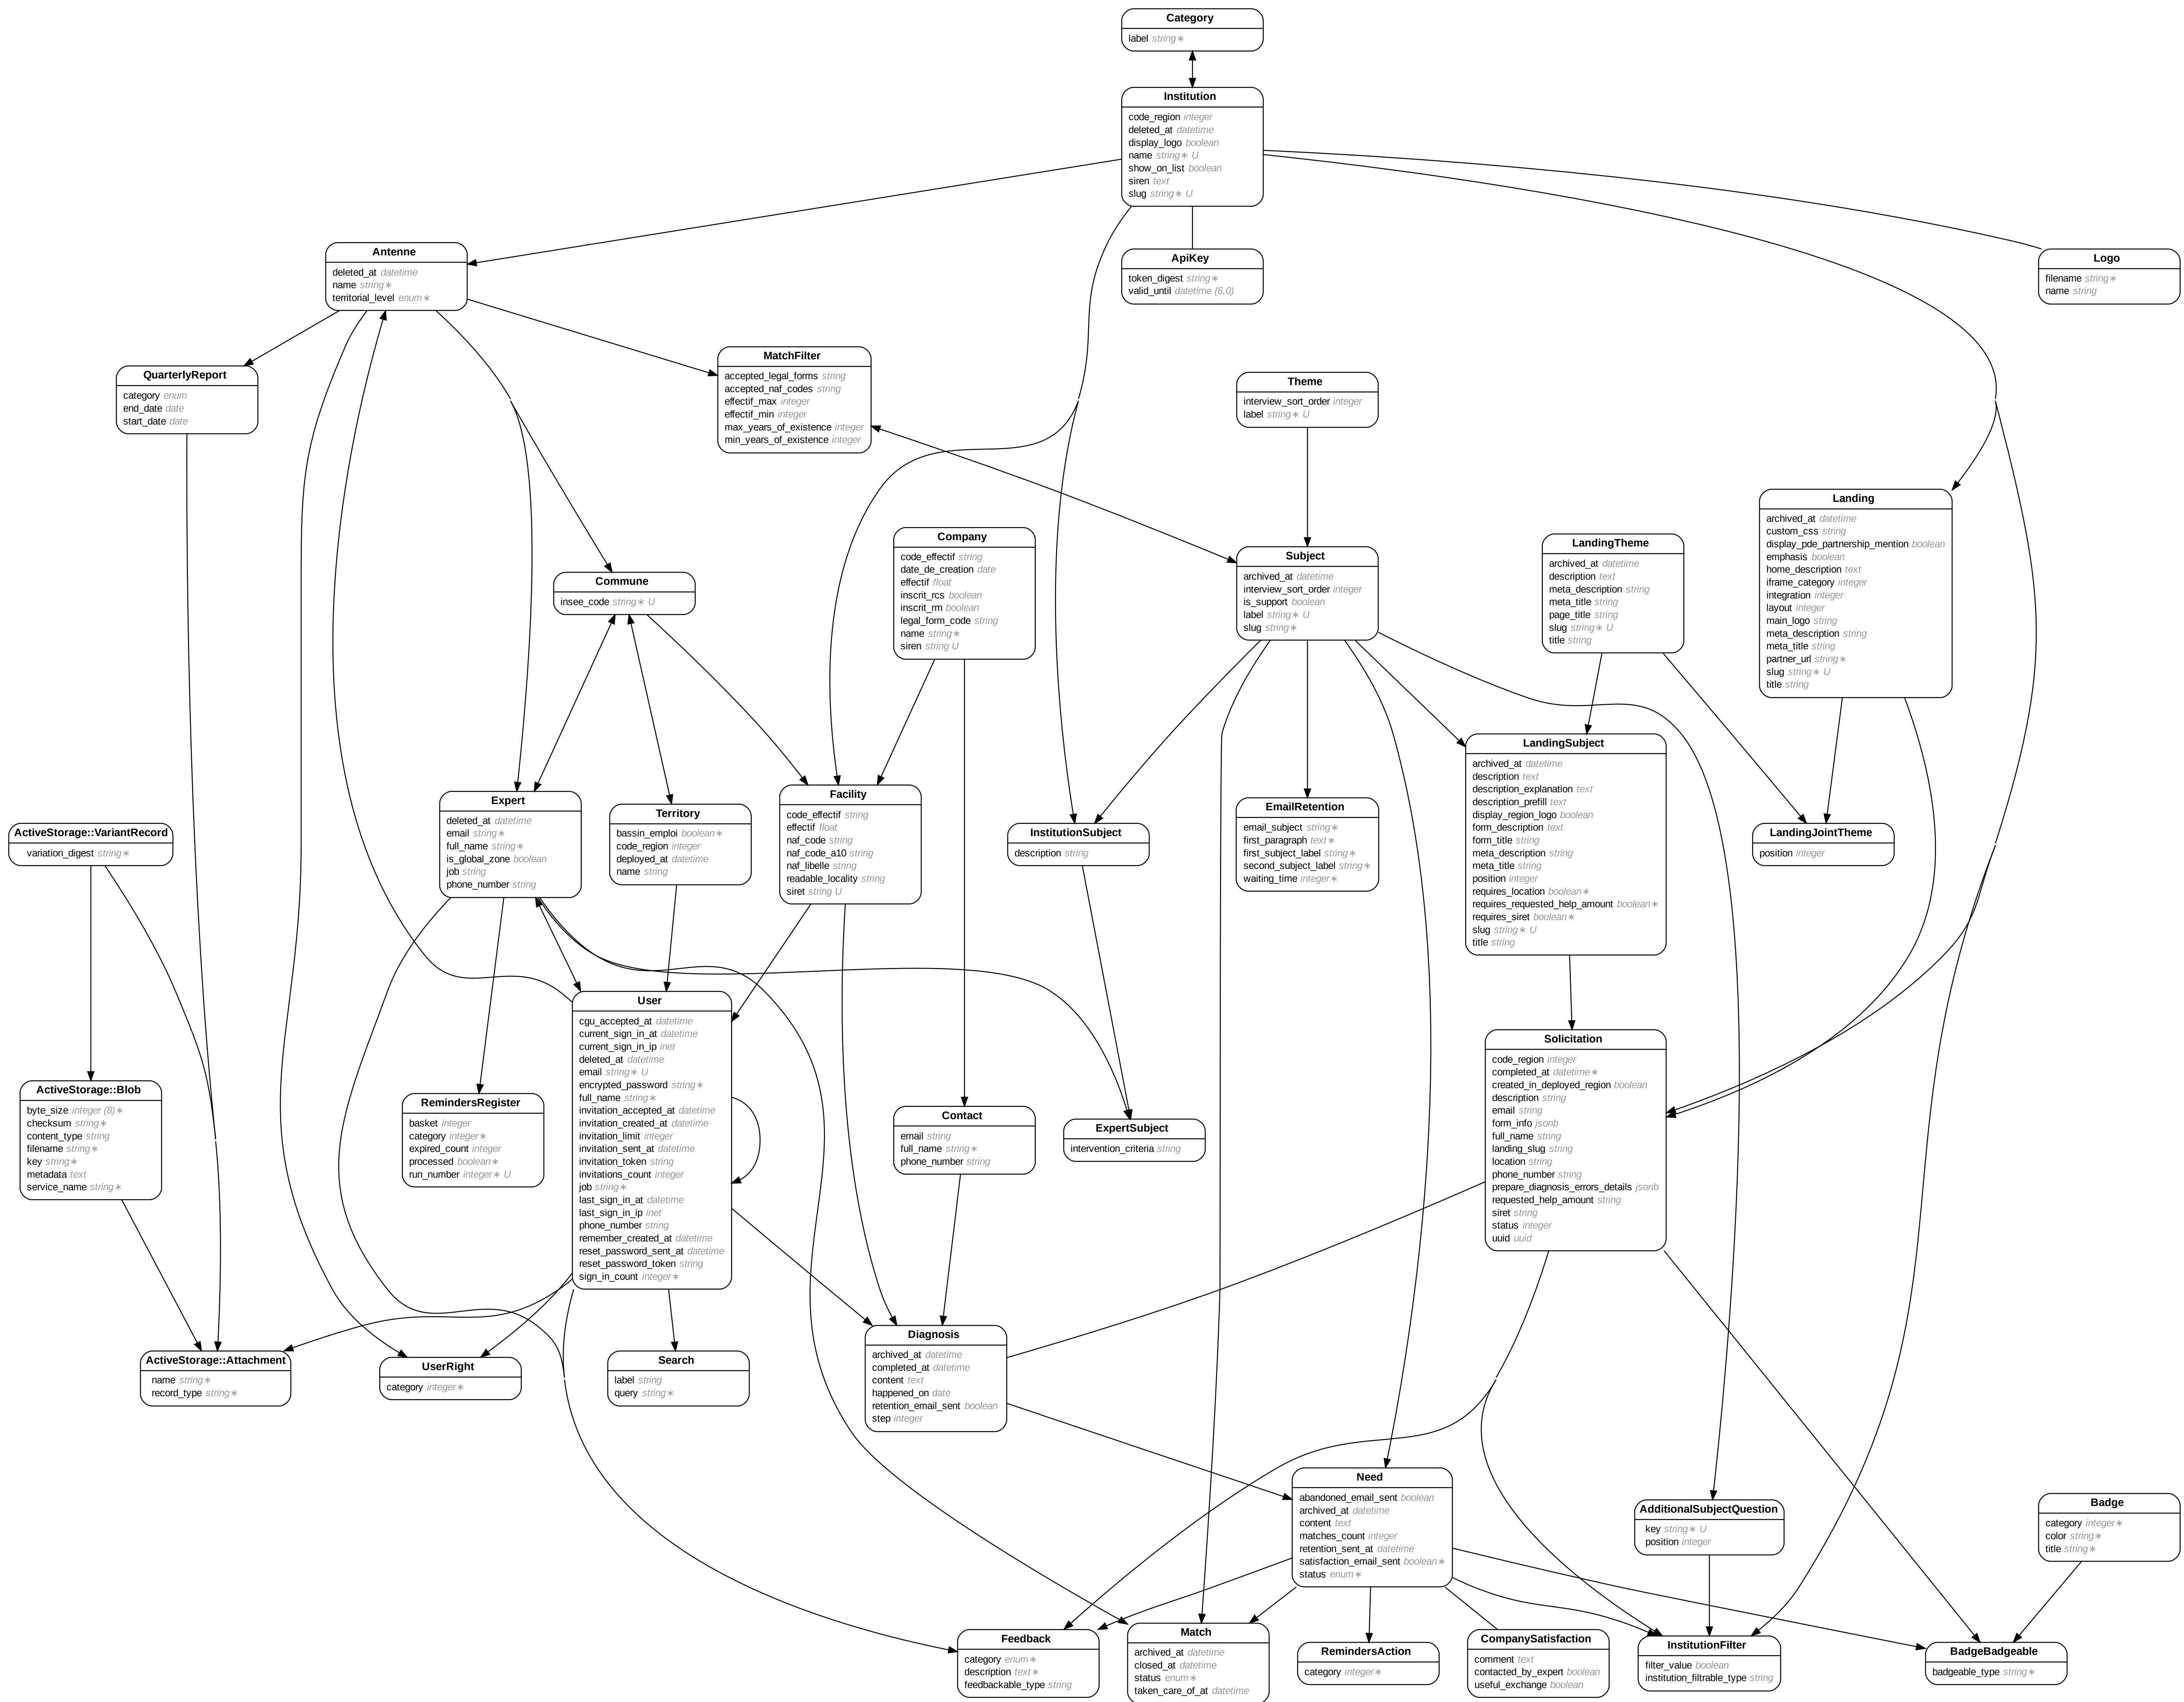 Category
label string∗
Institution
code_region integer
deleted_at datetime
display_logo boolean
name string∗ U
show_on_list boolean
siren text
slug string∗ U
Antenne
deleted_at datetime
name string∗
territorial_level enum∗
ApiKey
token_digest string∗
valid_until datetime (6,0)
Logo
filename string∗
name string
QuarterlyReport
category enum
end_date date
start_date date
MatchFilter
accepted_legal_forms string
accepted_naf_codes string
effectif_max integer
effectif_min integer
max_years_of_existence integer
min_years_of_existence integer
Theme
interview_sort_order integer
label string∗ U
Landing
archived_at datetime
custom_css string
display_pde_partnership_mention boolean
emphasis boolean
home_description text
iframe_category integer
integration integer
layout integer
main_logo string
meta_description string
meta_title string
partner_url string∗
slug string∗ U
title string
Company
code_effectif string
date_de_creation date
effectif float
inscrit_rcs boolean
inscrit_rm boolean
legal_form_code string
name string∗
siren string U
LandingTheme
archived_at datetime
description text
meta_description string
meta_title string
page_title string
slug string∗ U
title string
Subject
archived_at datetime
interview_sort_order integer
is_support boolean
label string∗ U
slug string∗
Commune
insee_code string∗ U
LandingSubject
archived_at datetime
description text
description_explanation text
description_prefill text
display_region_logo boolean
form_description text
form_title string
meta_description string
meta_title string
position integer
requires_location boolean∗
requires_requested_help_amount boolean∗
requires_siret boolean∗
slug string∗ U
title string
Facility
code_effectif string
effectif float
naf_code string
naf_code_a10 string
naf_libelle string
readable_locality string
siret string U
Expert
deleted_at datetime
email string∗
full_name string∗
is_global_zone boolean
job string
phone_number string
EmailRetention
email_subject string∗
first_paragraph text∗
first_subject_label string∗
second_subject_label string∗
waiting_time integer∗
Territory
bassin_emploi boolean∗
code_region integer
deployed_at datetime
name string
ActiveStorage::VariantRecord
variation_digest string∗
InstitutionSubject
description string
LandingJointTheme
position integer
User
cgu_accepted_at datetime
current_sign_in_at datetime
current_sign_in_ip inet
deleted_at datetime
email string∗ U
encrypted_password string∗
full_name string∗
invitation_accepted_at datetime
invitation_created_at datetime
invitation_limit integer
invitation_sent_at datetime
invitation_token string
invitations_count integer
job string∗
last_sign_in_at datetime
last_sign_in_ip inet
phone_number string
remember_created_at datetime
reset_password_sent_at datetime
reset_password_token string
sign_in_count integer∗
Solicitation
code_region integer
completed_at datetime∗
created_in_deployed_region boolean
description string
email string
form_info jsonb
full_name string
landing_slug string
location string
phone_number string
prepare_diagnosis_errors_details jsonb
requested_help_amount string
siret string
status integer
uuid uuid
ActiveStorage::Blob
byte_size integer (8)∗
checksum string∗
content_type string
filename string∗
key string∗
metadata text
service_name string∗
RemindersRegister
basket integer
category integer∗
expired_count integer
processed boolean∗
run_number integer∗ U
Contact
email string
full_name string∗
phone_number string
ExpertSubject
intervention_criteria string
Diagnosis
archived_at datetime
completed_at datetime
content text
happened_on date
retention_email_sent boolean
step integer
ActiveStorage::Attachment
name string∗
record_type string∗
UserRight
category integer∗
Search
label string
query string∗
Need
abandoned_email_sent boolean
archived_at datetime
content text
matches_count integer
retention_sent_at datetime
satisfaction_email_sent boolean∗
status enum∗
AdditionalSubjectQuestion
key string∗ U
position integer
Badge
category integer∗
color string∗
title string∗
Feedback
category enum∗
description text∗
feedbackable_type string
Match
archived_at datetime
closed_at datetime
status enum∗
taken_care_of_at datetime
RemindersAction
category integer∗
CompanySatisfaction
comment text
contacted_by_expert boolean
useful_exchange boolean
InstitutionFilter
filter_value boolean
institution_filtrable_type string
BadgeBadgeable
badgeable_type string∗